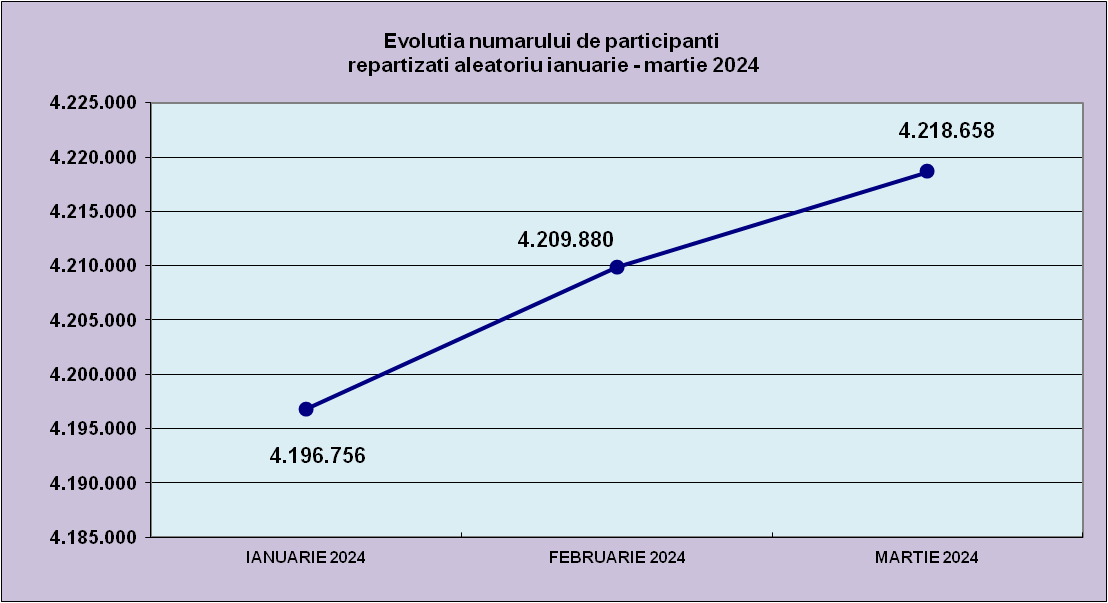 Evolutia numarului de participanti
repartizati aleatoriu ianuarie - martie 2024
4.225.000
4.220.000
4.215.000
4.210.000
4.205.000
4.200.000
4.195.000
4.190.000
4.185.000
4.196.756
4.209.880
4.218.658
IANUARIE 2024
FEBRUARIE 2024
MARTIE 2024